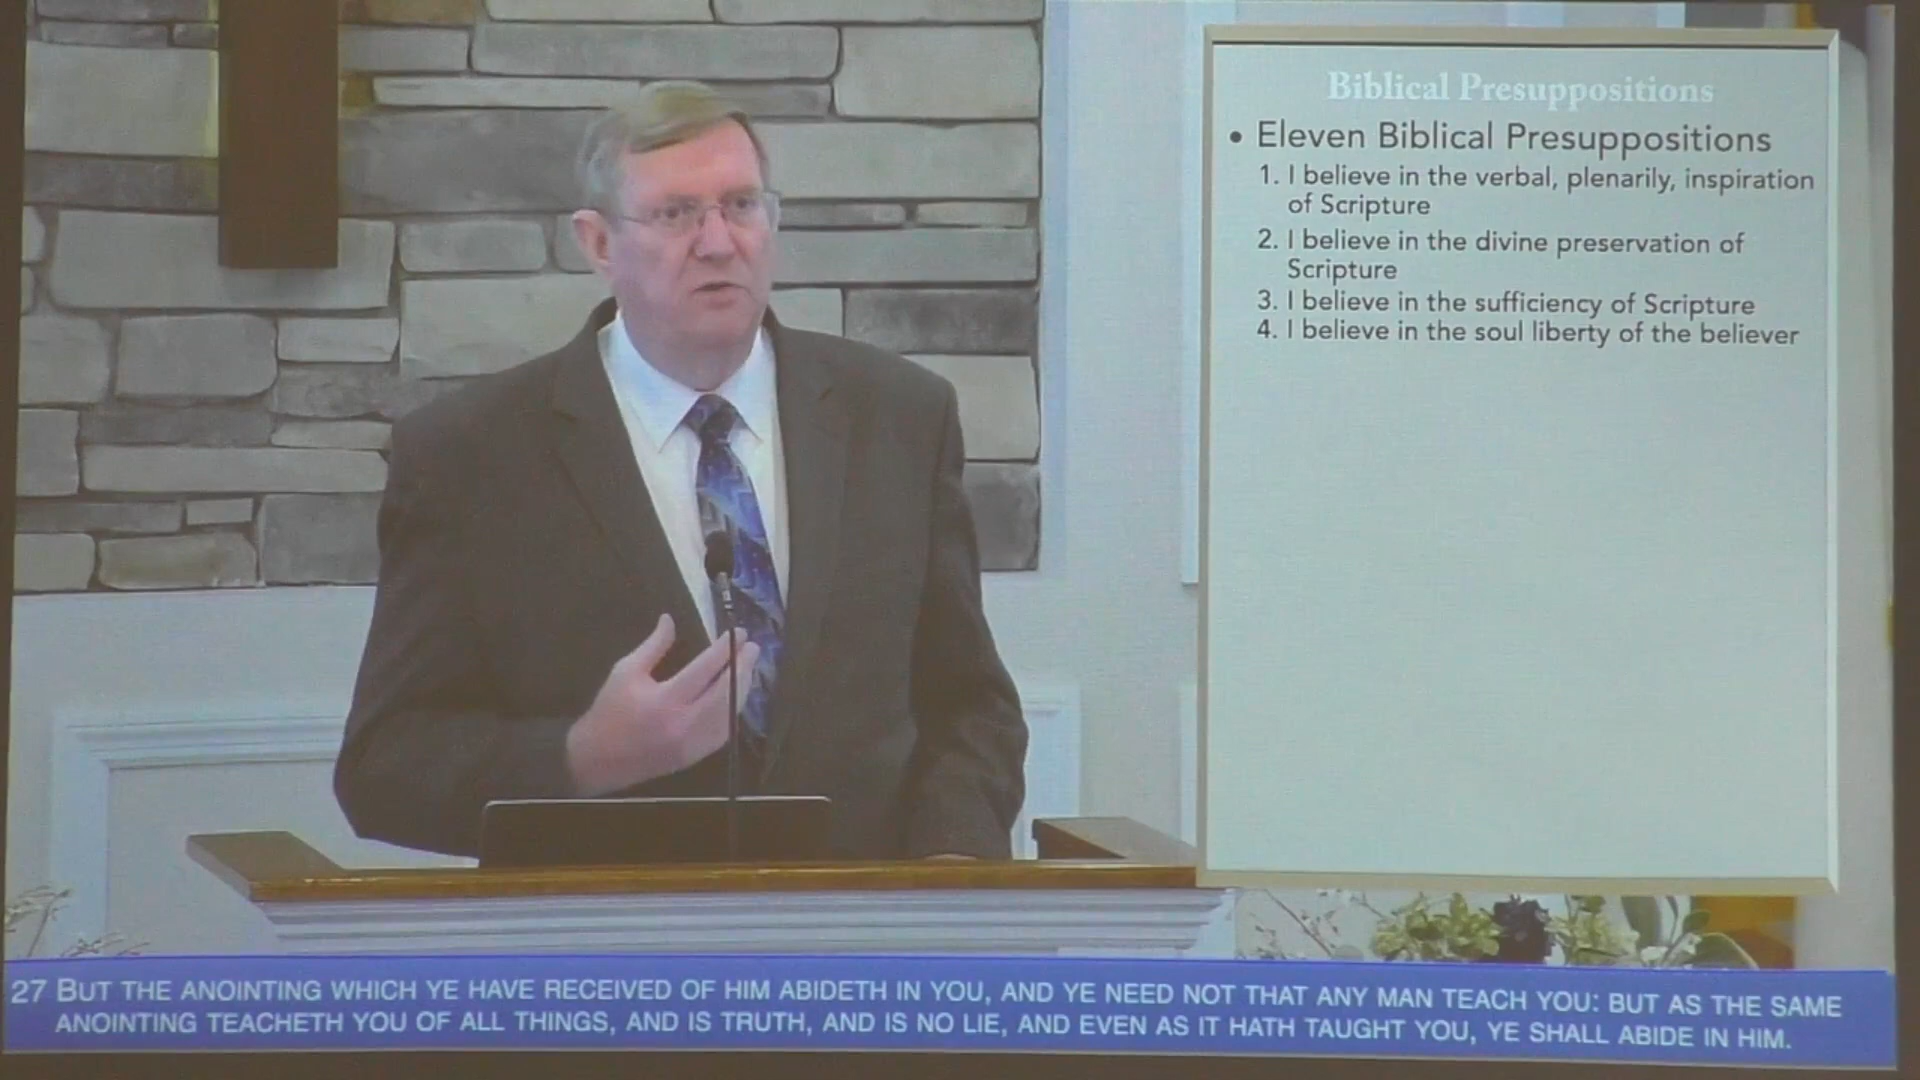 Biblical Presuppositions
• Eleven Biblical Presuppositions
1. I believe in the verbal, plenarily, inspiration
of Scripture
2. I believe in the divine preservation of
Scripture
3. I believe in the sufficiency of Scripture
4. I believe in the soul liberty of the believer
27 BUT THE ANOINTING WHICH YE HAVE RECEIVED OF HIM ABIDETH IN YOU, AND YE NEED NOT THAT ANY MAN TEACH YOU: BUT AS THE SAME
ANOINTING TEACHETH YOU OF ALL THINGS, AND IS TRUTH, AND IS NO LIE, AND EVEN AS IT HATH TAUGHT YOU, YE SHALL ABIDE IN HIM.